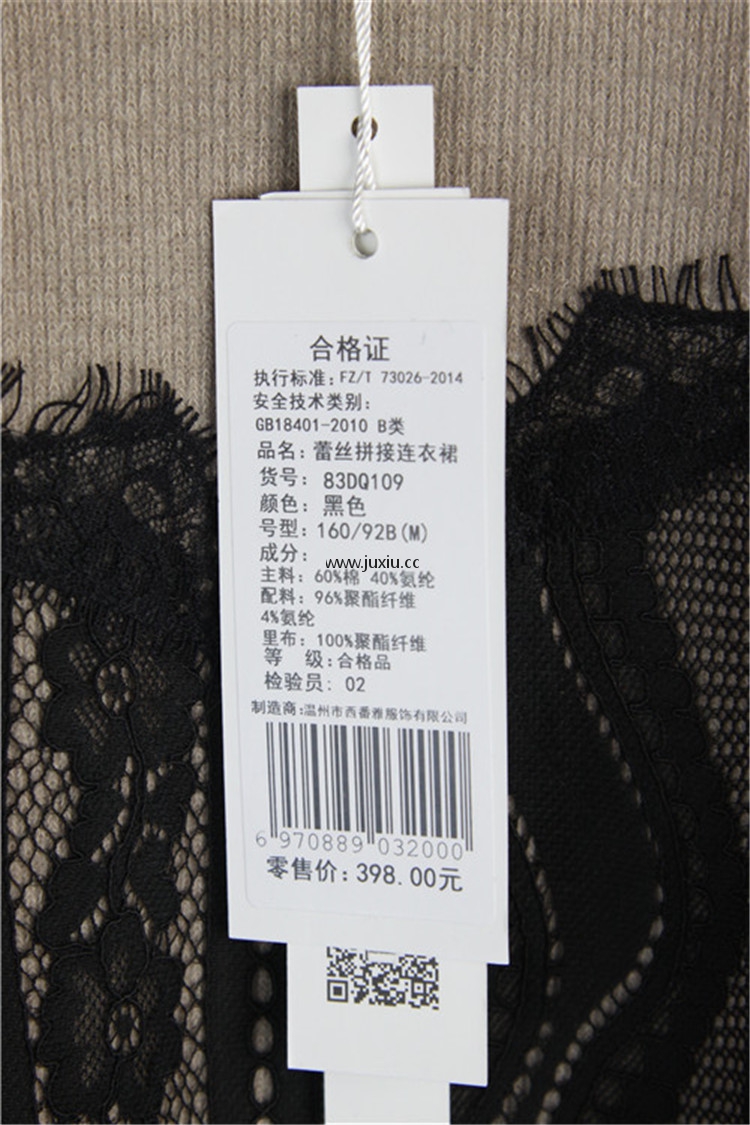 合格证
执行标准: FZ/T 73026-2014
安全技术类别:
GB18401-2010 B类
品名: 蕾丝拼接连衣裙
货号: 83DQ109
颜色: 黑色
号型: 160/92B(M)
成分:
www.juxiu.cc
主料: 60%棉 40%氨纶
配料: 96%聚酯纤维
4%氨纶
里布: 100%聚酯纤维
等 级: 合格品
检验员: 02
制造商: 温州市西番雅服饰有限公司
6 970889 032000
零售价: 398.00元